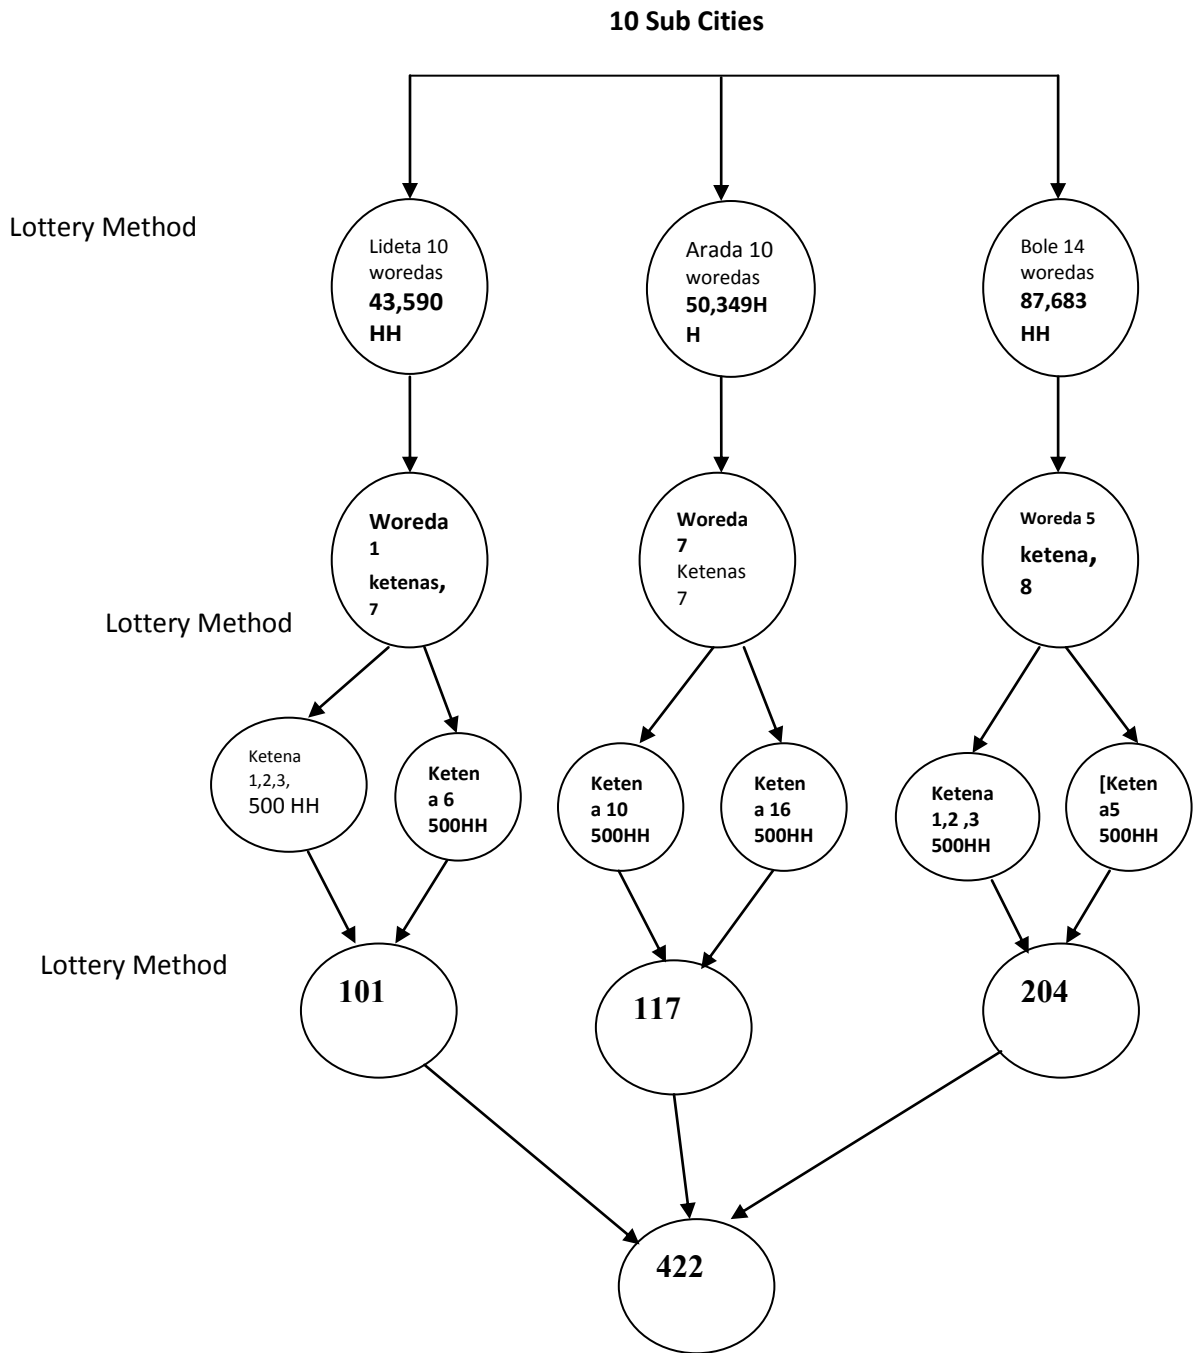 10 Sub Cities
Lottery Method
Lideta 10
woredas
43,590
HH
Arada 10
woredas
50,349H
H
Bole 14
woredas
87,683
HH
Woreda
1
ketenas,
7
Woreda
7
Ketenas
7
Woreda 5
ketena,
8
Lottery Method
Ketena
1,2,3,
500 HH
Keten
a 6
500HH
Keten
a 10
500HH
Keten
a 16
500HH
Ketena
1,2 ,3
500HH
[Keten
a5
500HH
Lottery Method
101
117
204
422